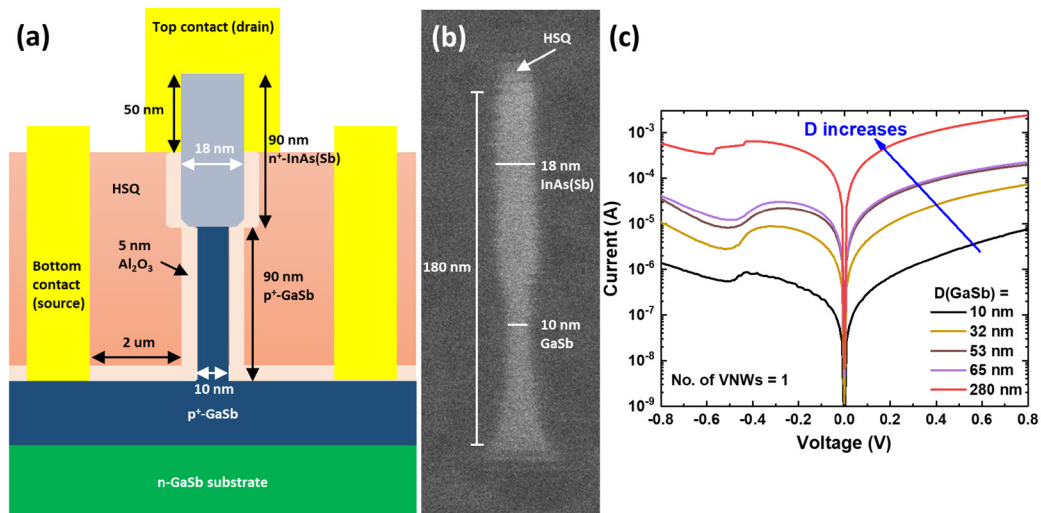 (a)
Top contact (drain)
50 nm
90 nm
n⁺-InAs(Sb)
18 nm
HSQ
5 nm
Al₂O₃
Bottom
contact
(source)
90 nm
p⁺-GaSb
2 um
10 nm
p⁺-GaSb
n-GaSb substrate
(b)
HSQ
18 nm
InAs(Sb)
180 nm
10 nm
GaSb
(c)
D increases
Current (A)
10⁻³
10⁻⁴
10⁻⁵
10⁻⁶
10⁻⁷
10⁻⁸
10⁻⁹
D(GaSb) =
10 nm
32 nm
53 nm
65 nm
280 nm
No. of VNWs = 1
-0.8 -0.4 -0.2 0.0 0.2 0.4 0.6 0.8
Voltage (V)